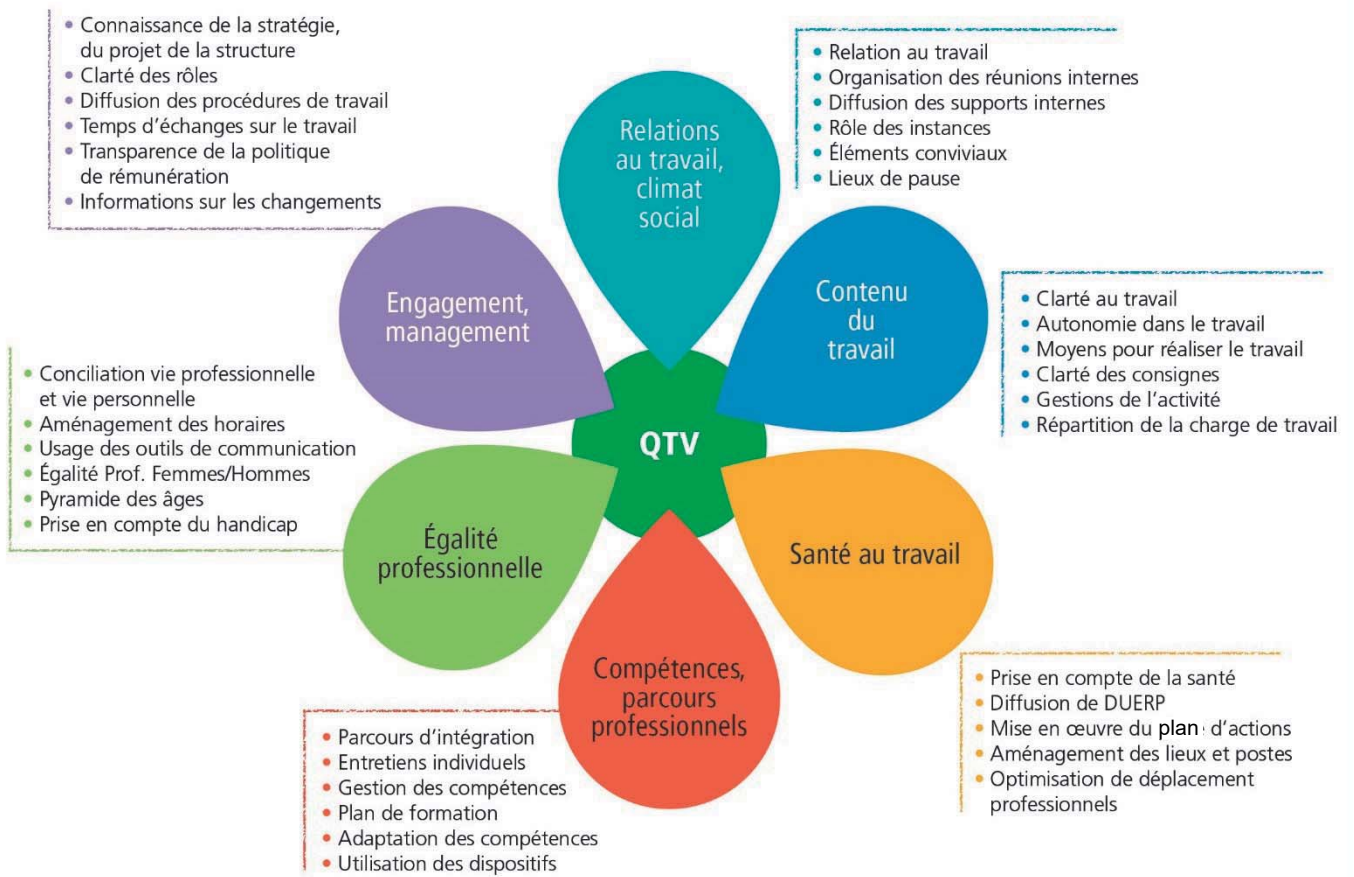 • Connaissance de la stratégie,
du projet de la structure
• Clarté des rôles
• Diffusion des procédures de travail
• Temps d'échanges sur le travail
• Transparence de la politique
de rémunération
• Informations sur les changements
Relations
au travail,
climat
social
• Relation au travail
• Organisation des réunions internes
• Diffusion des supports internes
• Rôle des instances
• Éléments conviviaux
• Lieux de pause
Engagement,
management
Contenu
du
travail
• Clarté au travail
• Autonomie dans le travail
• Moyens pour réaliser le travail
• Clarté des consignes
• Gestions de l'activité
• Répartition de la charge de travail
• Conciliation vie professionnelle
et vie personnelle
• Aménagement des horaires
• Usage des outils de communication
• Égalité Prof. Femmes/Hommes
• Pyramide des âges
• Prise en compte du handicap
QTV
Égalité
professionnelle
Santé au travail
• Prise en compte de la santé
• Diffusion de DUERP
• Mise en œuvre du plan d'actions
• Aménagement des lieux et postes
• Optimisation de déplacement
professionnels
Compétences,
parcours
professionnels
• Parcours d'intégration
• Entretiens individuels
• Gestion des compétences
• Plan de formation
• Adaptation des compétences
• Utilisation des dispositifs